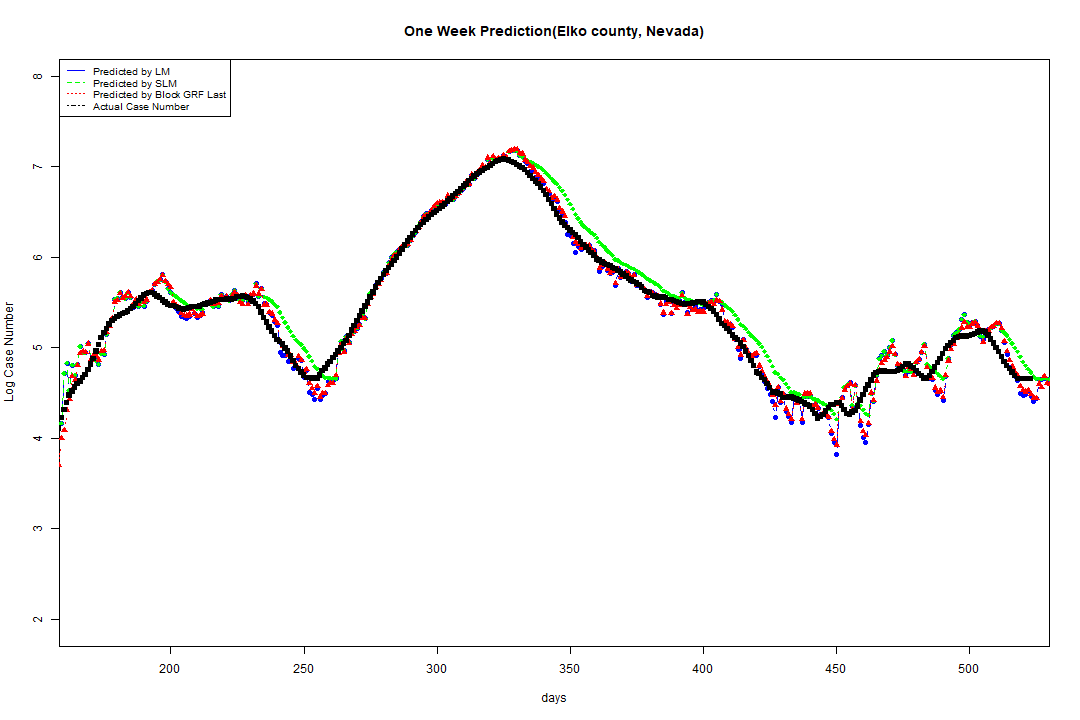 One Week Prediction(Elko county, Nevada)
Predicted by LM
Predicted by SLM
Predicted by Block GRF Last
Actual Case Number
8
7
6
5
4
3
2
Log Case Number
200 250 300 350 400 450 500
days